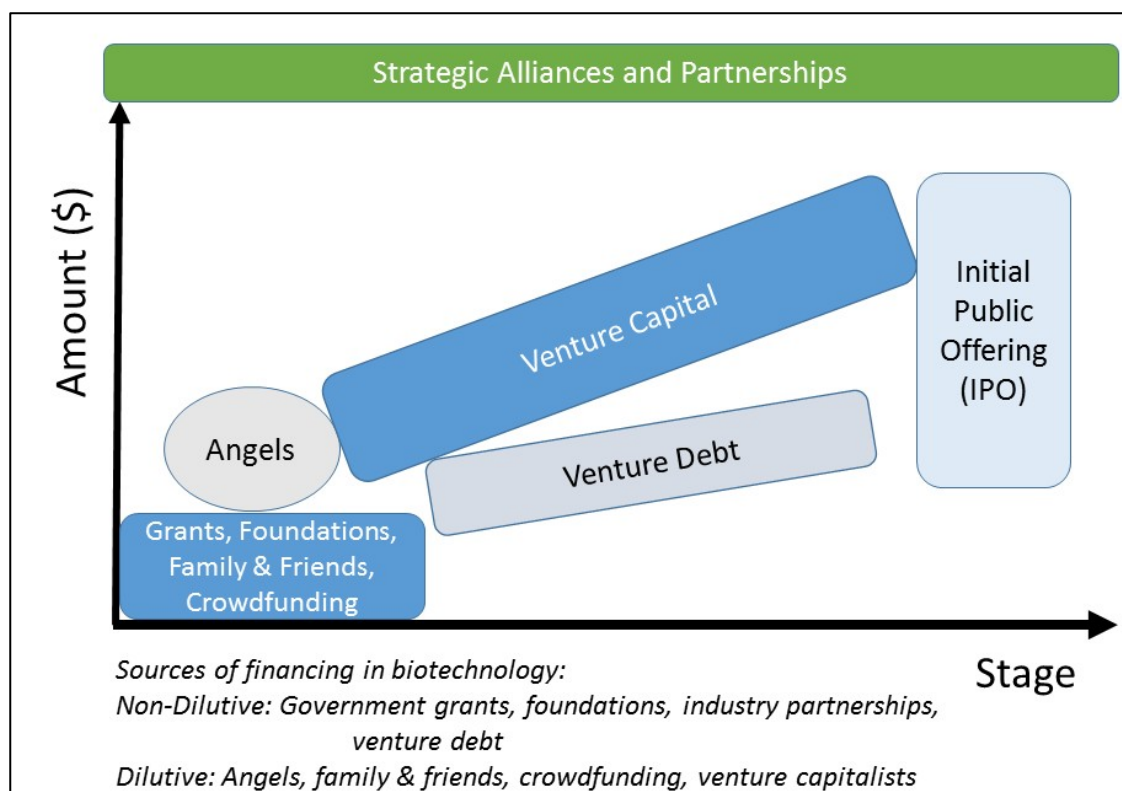 Strategic Alliances and Partnerships
Amount ($)
Venture Capital
Initial
Public
Offering
(IPO)
Angels
Venture Debt
Grants, Foundations,
Family & Friends,
Crowdfunding
Stage
Sources of financing in biotechnology:
Non-Dilutive: Government grants, foundations, industry partnerships,
venture debt
Dilutive: Angels, family & friends, crowdfunding, venture capitalists